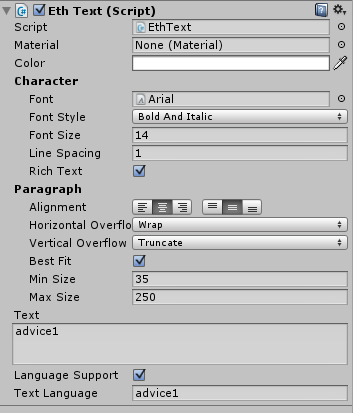 Eth Text (Script)
Script EthText
Material None (Material)
Color
Character
Font Arial
Font Style Bold And Italic
Font Size 14
Line Spacing 1
Rich Text
Paragraph
Alignment
Horizontal Overflo Wrap
Vertical Overflow Truncate
Best Fit
Min Size 35
Max Size 250
Text
advice1
Language Support
Text Language advice1